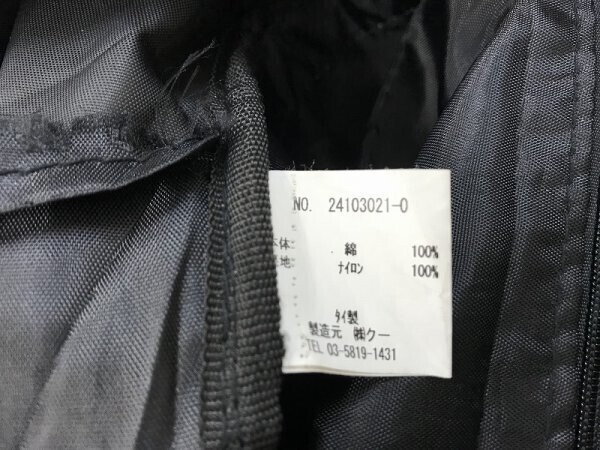 NO. 24103021-0
本体: 綿 100%
地: ナイロン 100%
タイ製
製造元 ㈱クー
TEL 03-5819-1431